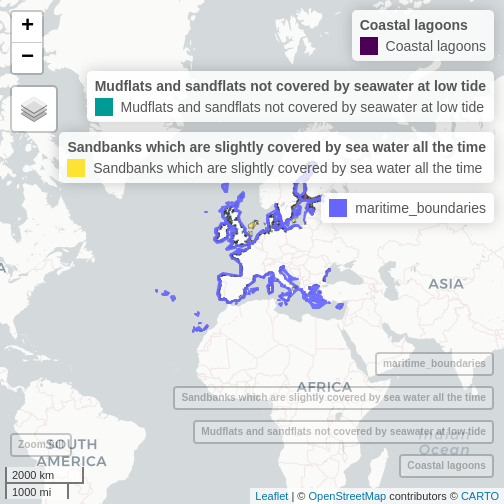 +
−
Coastal lagoons
Coastal lagoons
Mudflats and sandflats not covered by seawater at low tide
Mudflats and sandflats not covered by seawater at low tide
Sandbanks which are slightly covered by sea water all the time
Sandbanks which are slightly covered by sea water all the time
maritime_boundaries
ASIA
maritime_boundaries
AFRICA
Sandbanks which are slightly covered by sea water all the time
Mudflats and sandflats not covered by seawater at low tide
Indian
Ocean
SOUTH
AMERICA
Coastal lagoons
2000 km
1000 mi
Leaflet | © OpenStreetMap contributors © CARTO